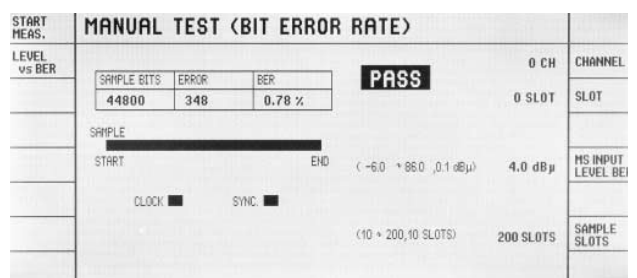 START
MEAS.
MANUAL TEST (BIT ERROR RATE)
LEVEL
vs BER
0 CH
CHANNEL
SAMPLE BITS ERROR BER
PASS
44800 348 0.78 %
0 SLOT
SLOT
SAMPLE
START END
( -6.0 ~ 86.0 ,0.1 dBμ) 4.0 dBμ
MS INPUT
LEVEL BER
CLOCK SYNC.
(10 ~ 200,10 SLOTS) 200 SLOTS
SAMPLE
SLOTS